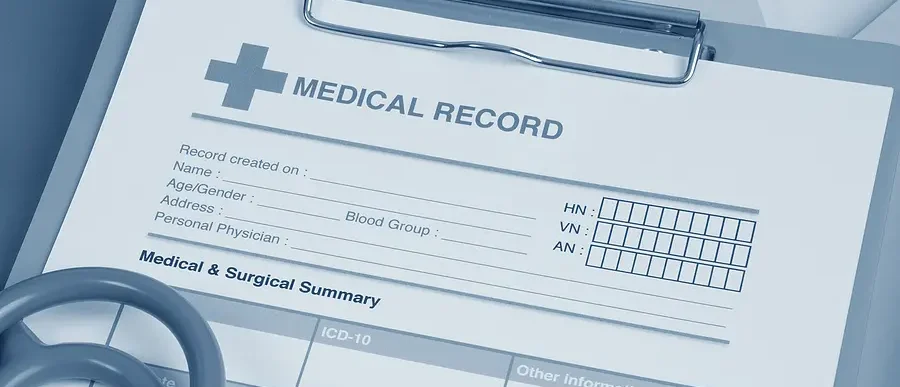 MEDICAL RECORD
Record created on :
Name :
Age/Gender : Blood Group :
Address :
Personal Physician :
HN :
VN :
AN :
Medical & Surgical Summary
ICD-10
Other